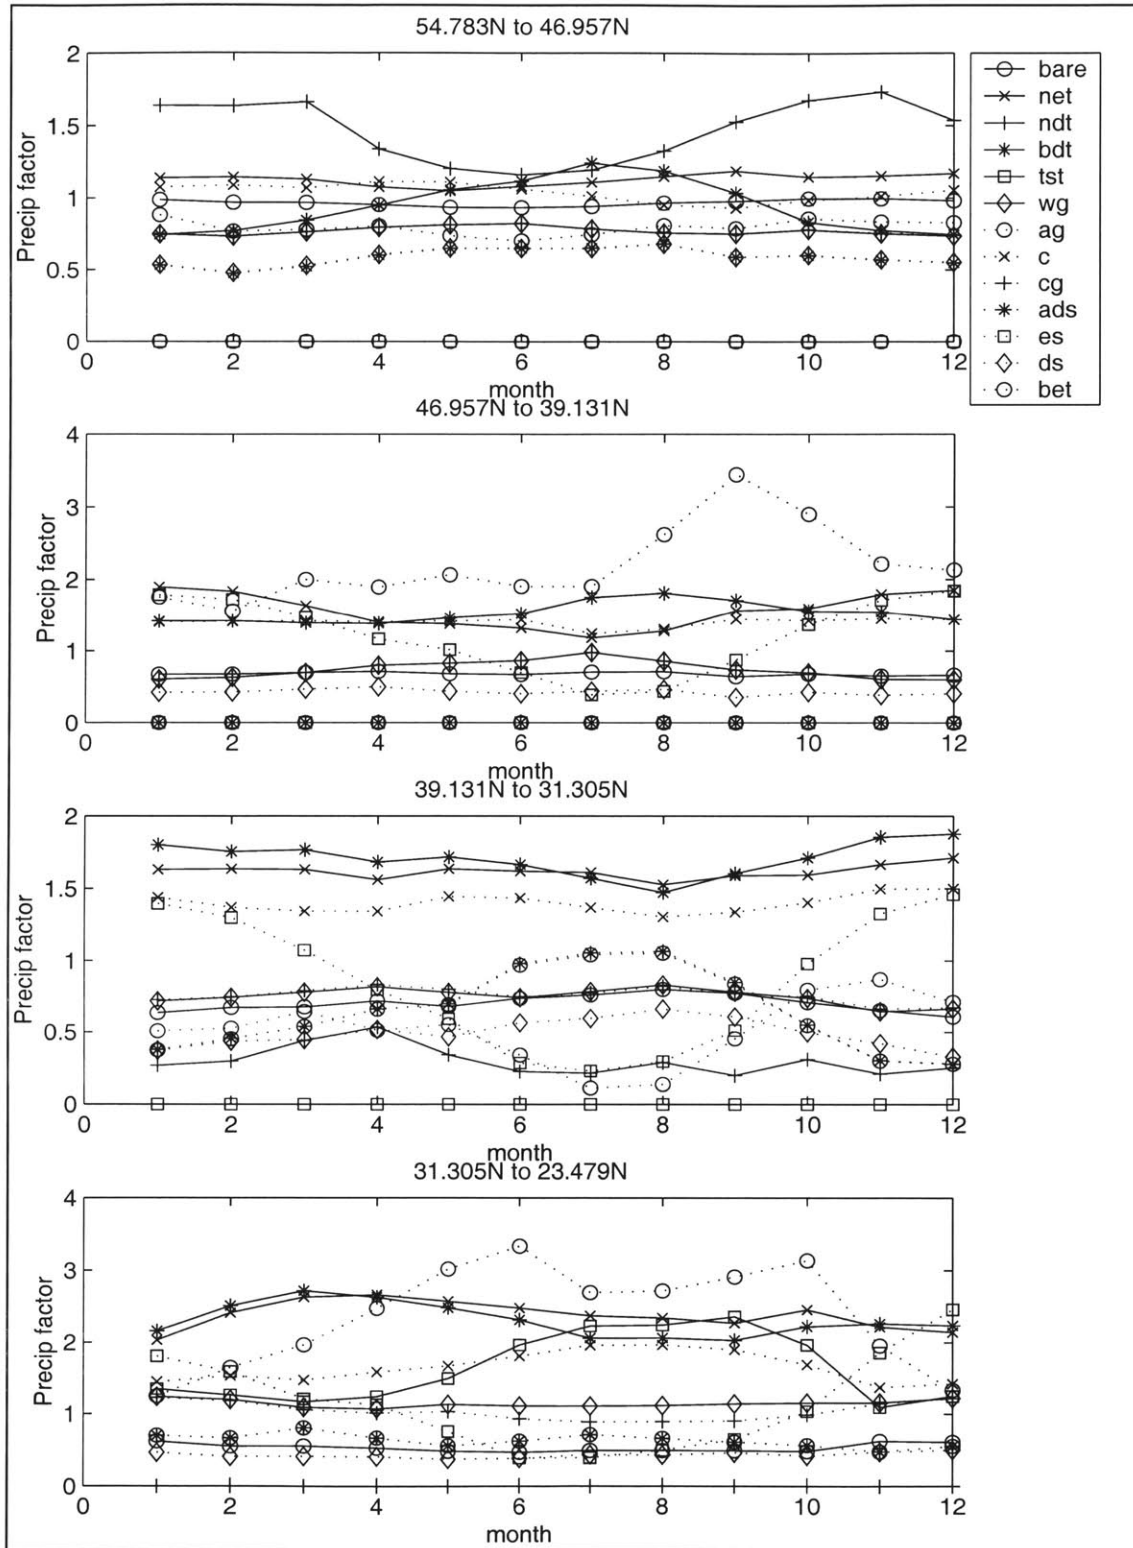 54.783N to 46.957N
2
1.5
1
0.5
0
Precip factor
0 2 4 6 8 10 12
month
bare
net
ndt
bdt
tst
wg
ag
c
cg
ads
es
ds
bet
46.957N to 39.131N
4
3
2
1
0
Precip factor
0 2 4 6 8 10 12
month
39.131N to 31.305N
2
1.5
1
0.5
0
Precip factor
0 2 4 6 8 10 12
month
31.305N to 23.479N
4
3
2
1
0
Precip factor
0 2 4 6 8 10 12
month